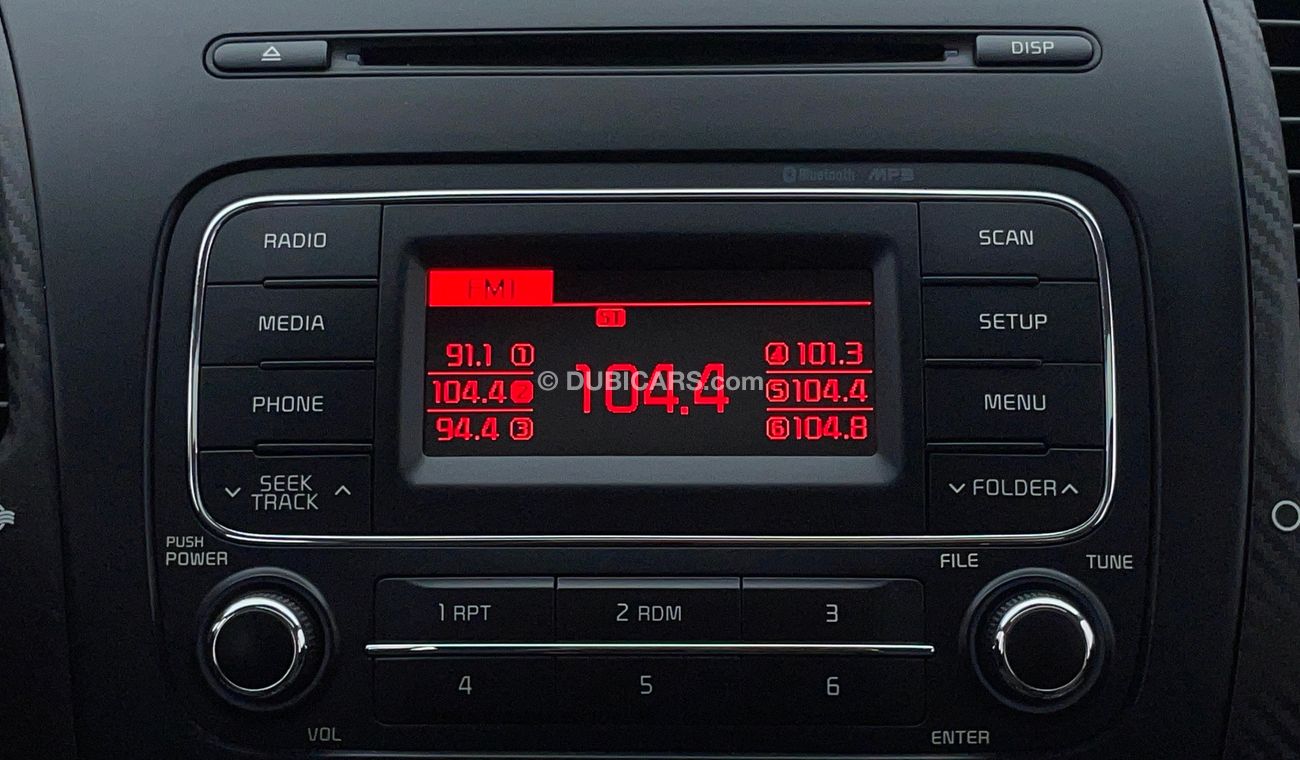 DISP
Bluetooth MP3
RADIO
MEDIA
PHONE
SEEK
TRACK
FM1
ST
91.1 1
104.4 2
94.4 3
104.4
4 101.3
5 104.4
6 104.8
© DUBICARS.com
SCAN
SETUP
MENU
FOLDER
PUSH
POWER
VOL
1 RPT
2 RDM
3
4
5
6
FILE
TUNE
ENTER